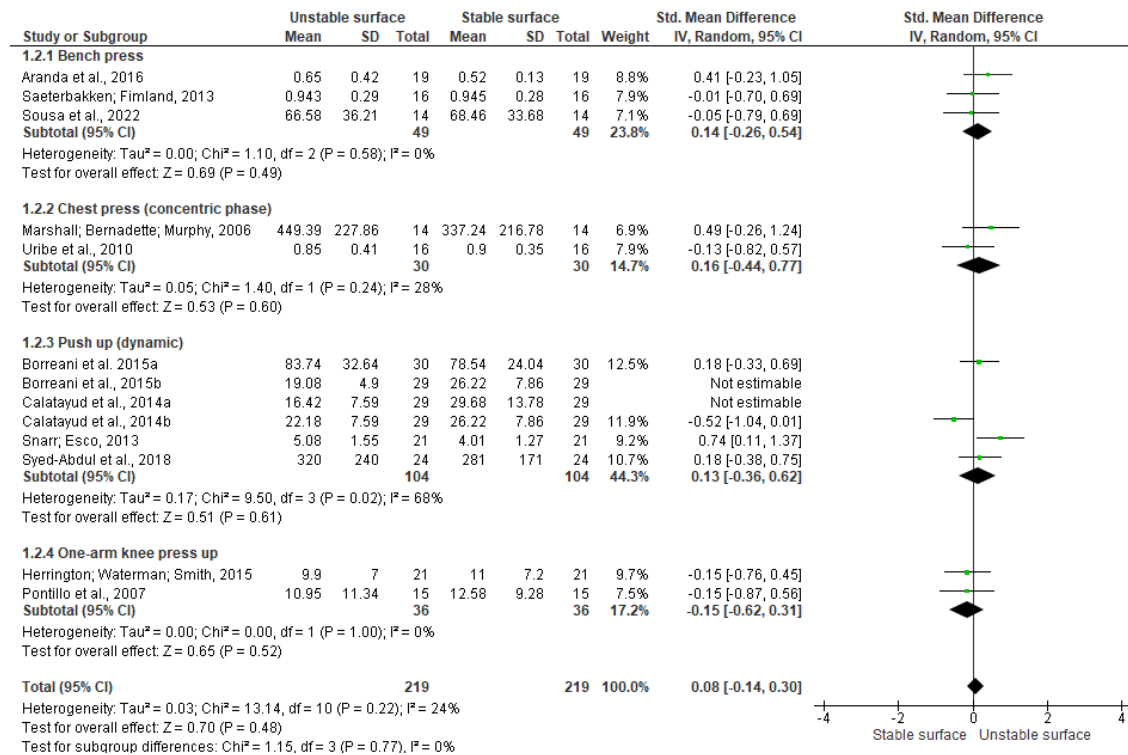 Unstable surface Stable surface Std. Mean Difference Std. Mean Difference
Study or Subgroup Mean SD Total Mean SD Total Weight IV, Random, 95% CI IV, Random, 95% CI
1.2.1 Bench press
Aranda et al., 2016 0.65 0.42 19 0.52 0.13 19 8.8% 0.41 [-0.23, 1.05]
Saeterbakken; Fimland, 2013 0.943 0.29 16 0.945 0.28 16 7.9% -0.01 [-0.70, 0.69]
Sousa et al., 2022 66.58 36.21 14 68.46 33.68 14 7.1% -0.05 [-0.79, 0.69]
Subtotal (95% CI) 49 49 23.8% 0.14 [-0.26, 0.54]
Heterogeneity: Tau² = 0.00; Chi² = 1.10, df = 2 (P = 0.58); I² = 0%
Test for overall effect: Z = 0.69 (P = 0.49)
1.2.2 Chest press (concentric phase)
Marshall; Bernadette; Murphy, 2006 449.39 227.86 14 337.24 216.78 14 6.9% 0.49 [-0.26, 1.24]
Uribe et al., 2010 0.85 0.41 16 0.9 0.35 16 7.9% -0.13 [-0.82, 0.57]
Subtotal (95% CI) 30 30 14.7% 0.16 [-0.44, 0.77]
Heterogeneity: Tau² = 0.05; Chi² = 1.40, df = 1 (P = 0.24); I² = 28%
Test for overall effect: Z = 0.53 (P = 0.60)
1.2.3 Push up (dynamic)
Borreani et al. 2015a 83.74 32.64 30 78.54 24.04 30 12.5% 0.18 [-0.33, 0.69]
Borreani et al., 2015b 19.08 4.9 29 26.22 7.86 29 Not estimable
Calatayud et al., 2014a 16.42 7.59 29 29.68 13.78 29 Not estimable
Calatayud et al., 2014b 22.18 7.59 29 26.22 7.86 29 11.9% -0.52 [-1.04, 0.01]
Snarr; Esco, 2013 5.08 1.55 21 4.01 1.27 21 9.2% 0.74 [0.11, 1.37]
Syed-Abdul et al., 2018 320 240 24 281 171 24 10.7% 0.18 [-0.38, 0.75]
Subtotal (95% CI) 104 104 44.3% 0.13 [-0.36, 0.62]
Heterogeneity: Tau² = 0.17; Chi² = 9.50, df = 3 (P = 0.02); I² = 68%
Test for overall effect: Z = 0.51 (P = 0.61)
1.2.4 One-arm knee press up
Herrington; Waterman; Smith, 2015 9.9 7 21 11 7.2 21 9.7% -0.15 [-0.76, 0.45]
Pontillo et al., 2007 10.95 11.34 15 12.58 9.28 15 7.5% -0.15 [-0.87, 0.56]
Subtotal (95% CI) 36 36 17.2% -0.15 [-0.62, 0.31]
Heterogeneity: Tau² = 0.00; Chi² = 0.00, df = 1 (P = 1.00); I² = 0%
Test for overall effect: Z = 0.65 (P = 0.52)
Total (95% CI) 219 219 100.0% 0.08 [-0.14, 0.30]
Heterogeneity: Tau² = 0.03; Chi² = 13.14, df = 10 (P = 0.22); I² = 24%
Test for overall effect: Z = 0.70 (P = 0.48)
Test for subgroup differences: Chi² = 1.15, df = 3 (P = 0.77), I² = 0%
-4 -2 0 2 4
Stable surface Unstable surface